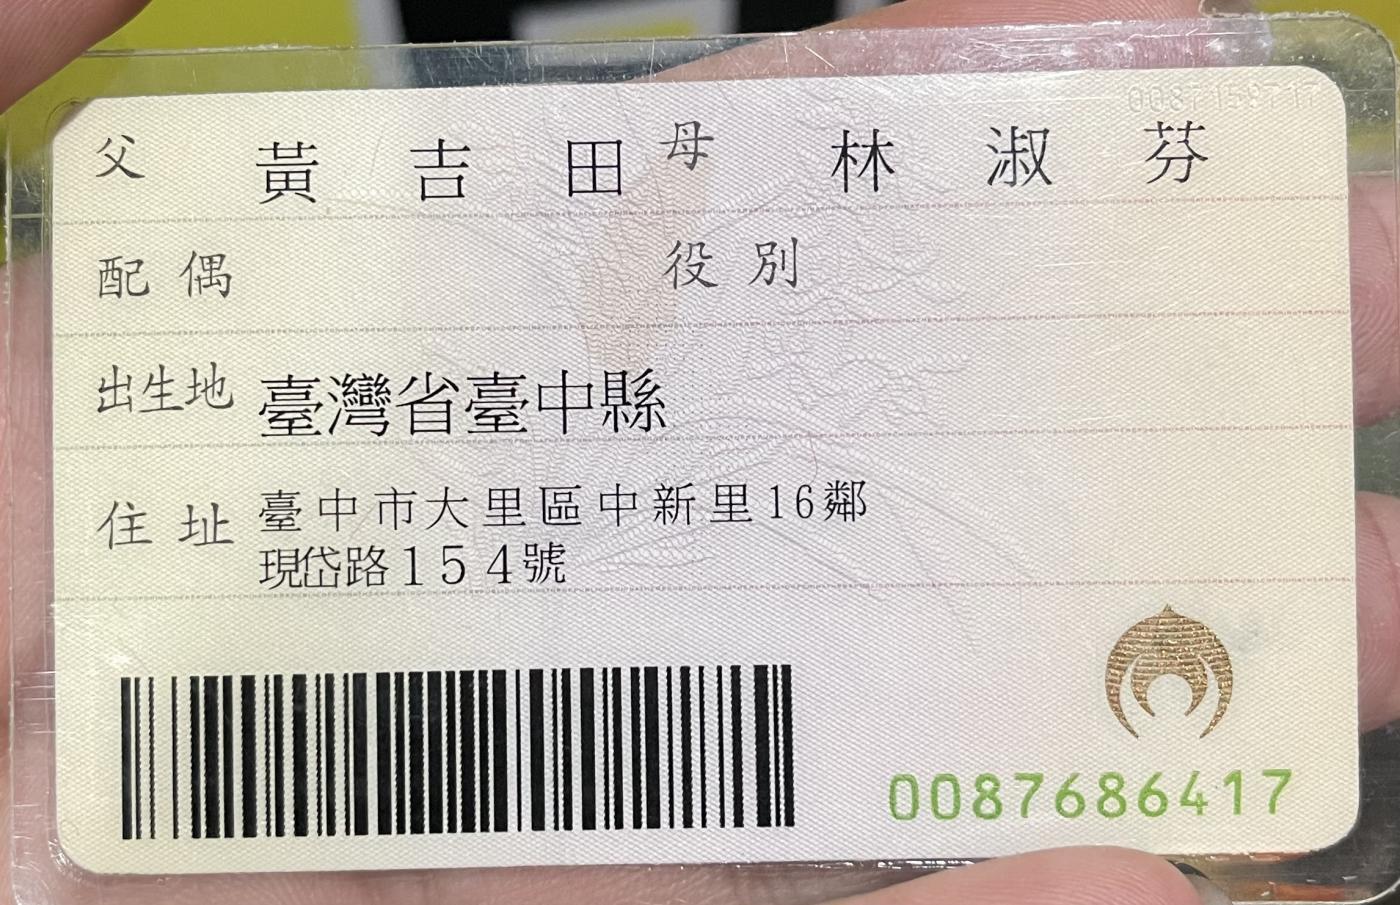 父 黃吉田 母 林淑芬
配偶 役別
出生地 臺灣省臺中縣
住址 臺中市大里區中新里16鄰
現岱路154號
0087686417